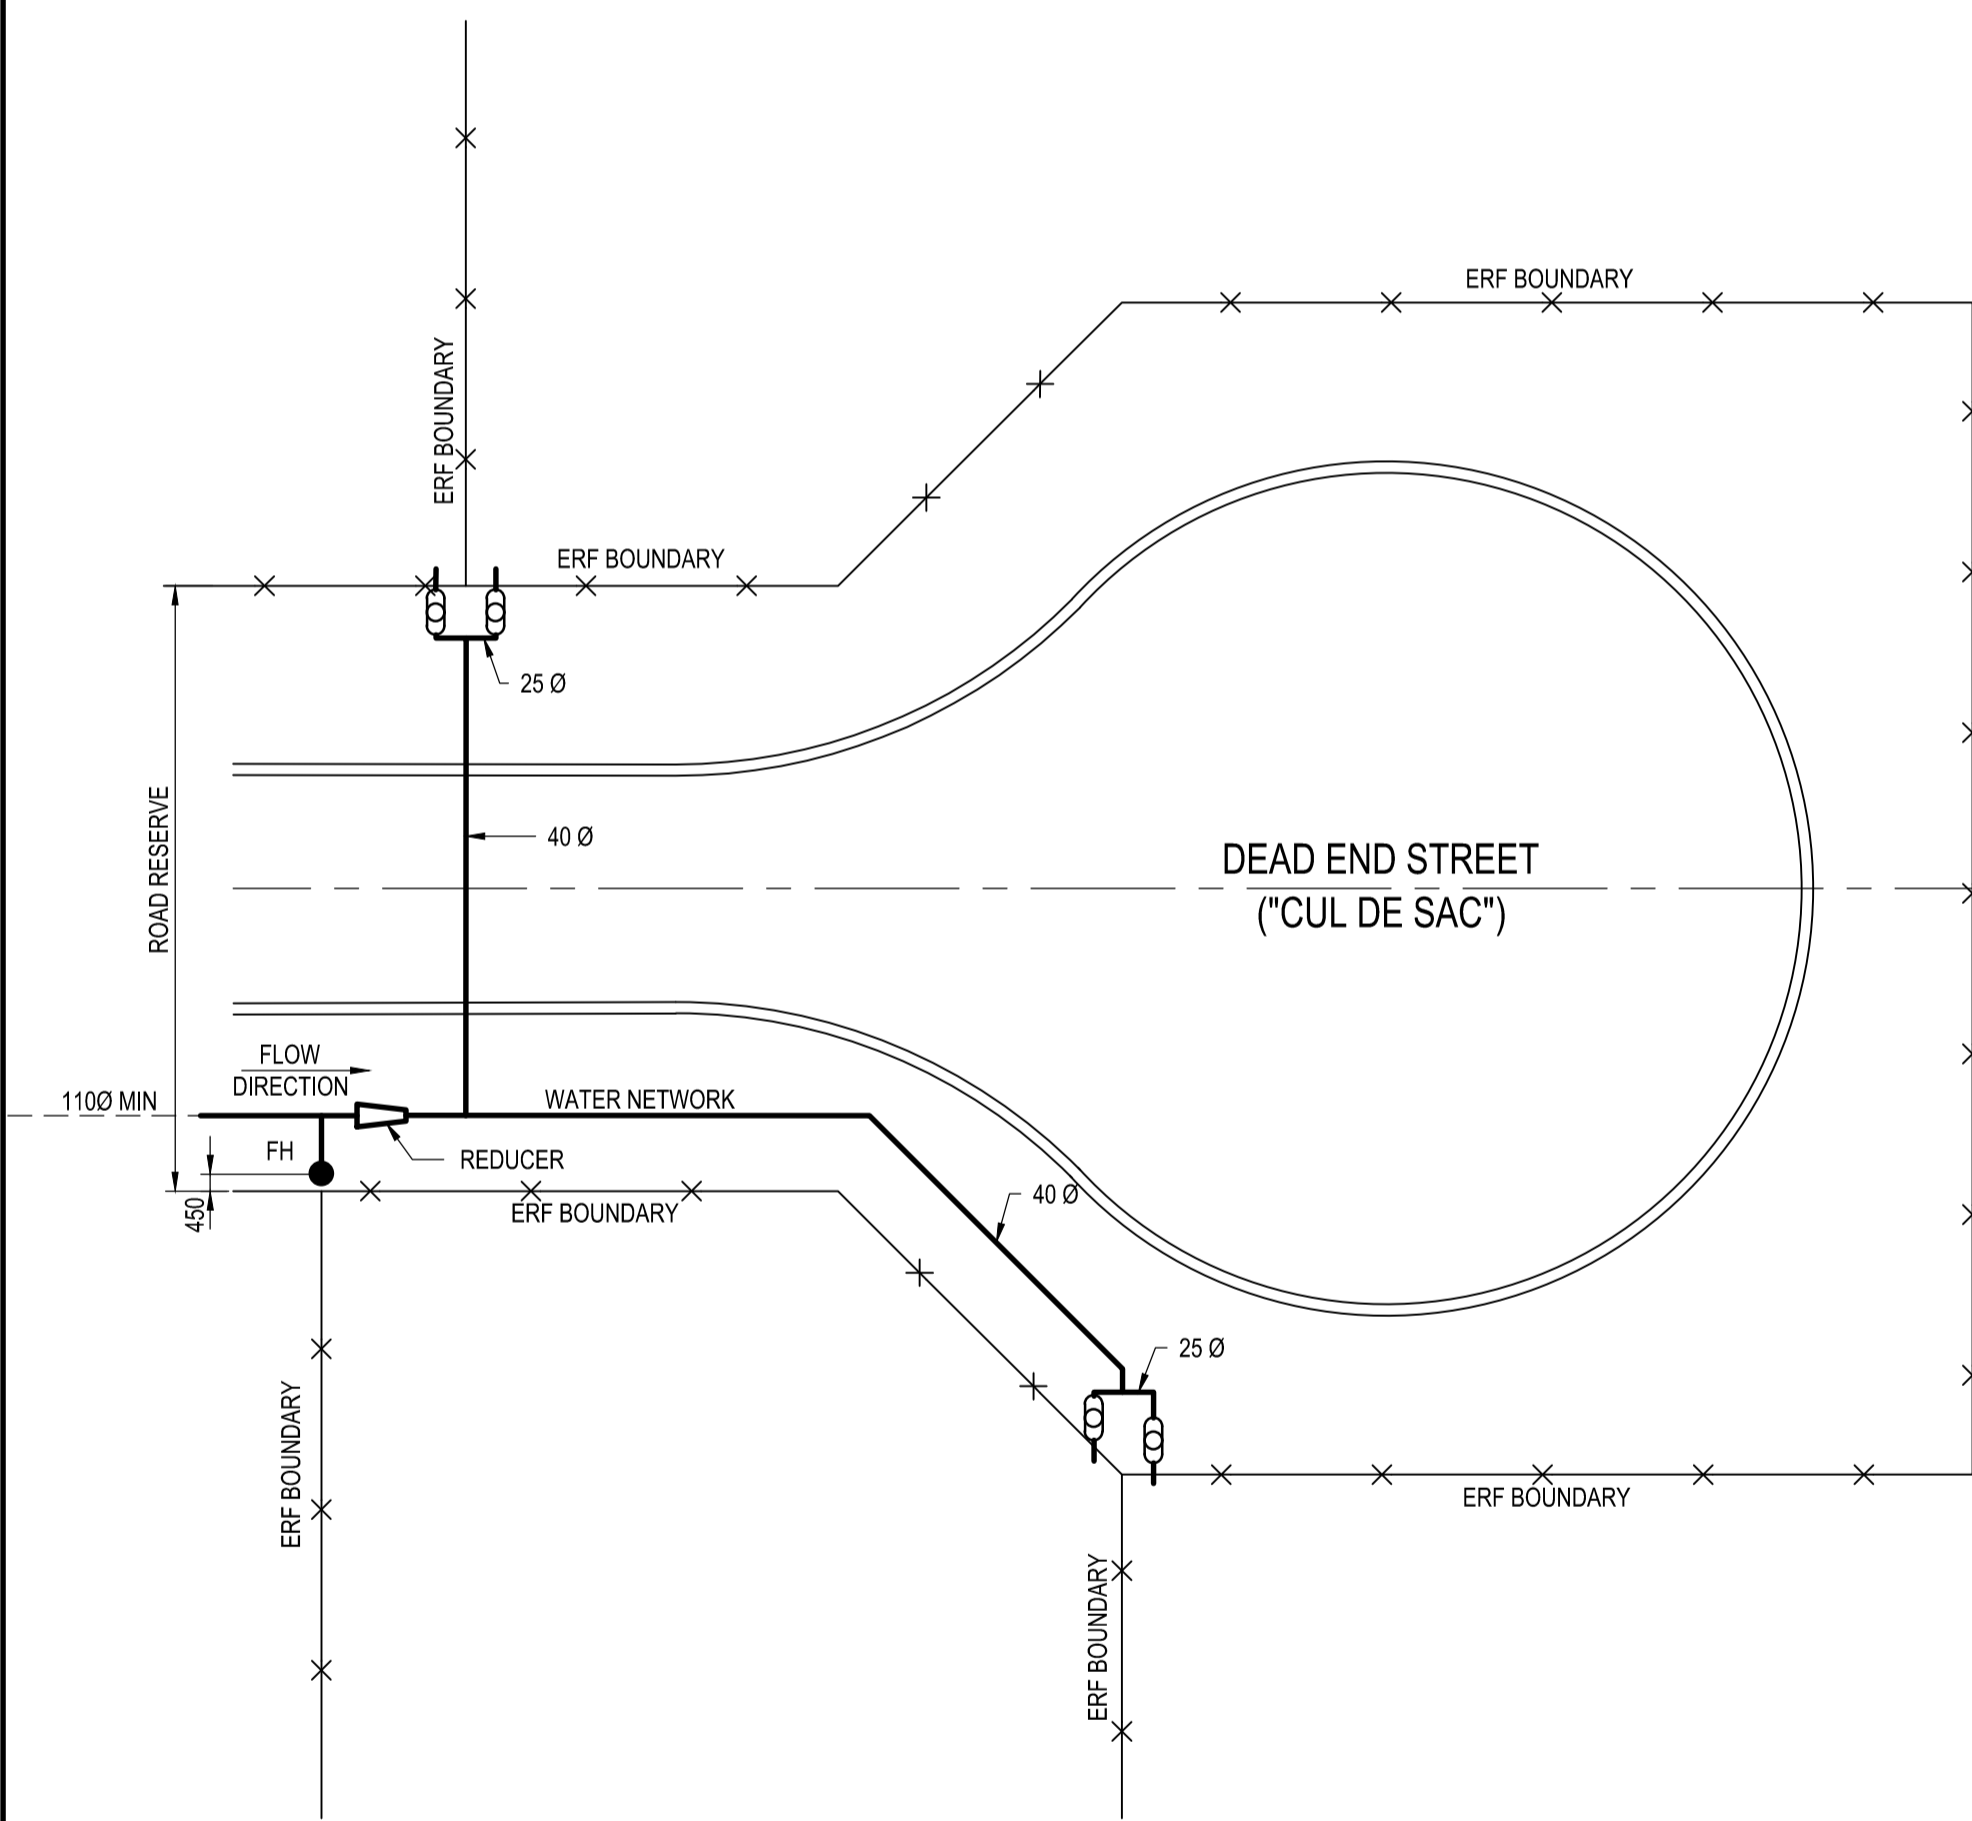 ERF BOUNDARY
ERF BOUNDARY
ERF BOUNDARY
25 Ø
ROAD RESERVE
40 Ø
DEAD END STREET
("CUL DE SAC")
FLOW
DIRECTION
110Ø MIN
WATER NETWORK
FH
REDUCER
450
ERF BOUNDARY
40 Ø
25 Ø
ERF BOUNDARY
ERF BOUNDARY
ERF BOUNDARY